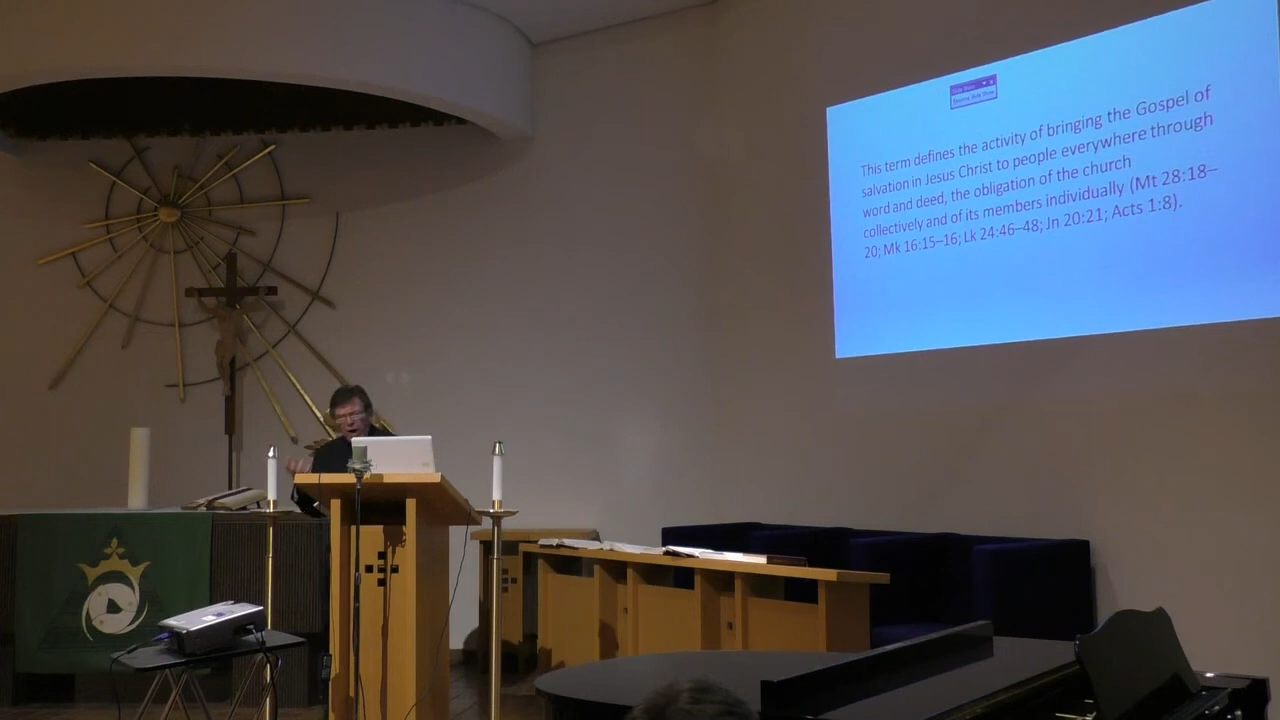 This term defines the activity of bringing the Gospel of
salvation in Jesus Christ to people everywhere through
word and deed, the obligation of the church
collectively and of its members individually (Mt 28:18–
20; Mk 16:15–16; Lk 24:46–48; Jn 20:21; Acts 1:8).